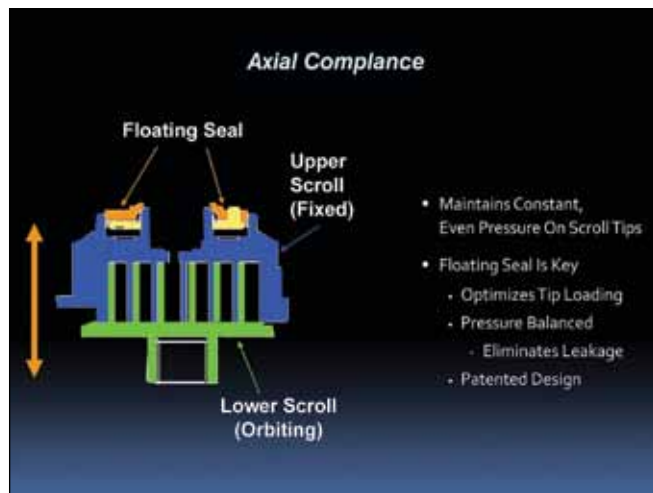 Axial Complance
Floating Seal
Upper
Scroll
(Fixed)
• Maintains Constant,
Even Pressure On Scroll Tips
• Floating Seal Is Key
• Optimizes Tip Loading
• Pressure Balanced
• Eliminates Leakage
• Patented Design
Lower Scroll
(Orbiting)